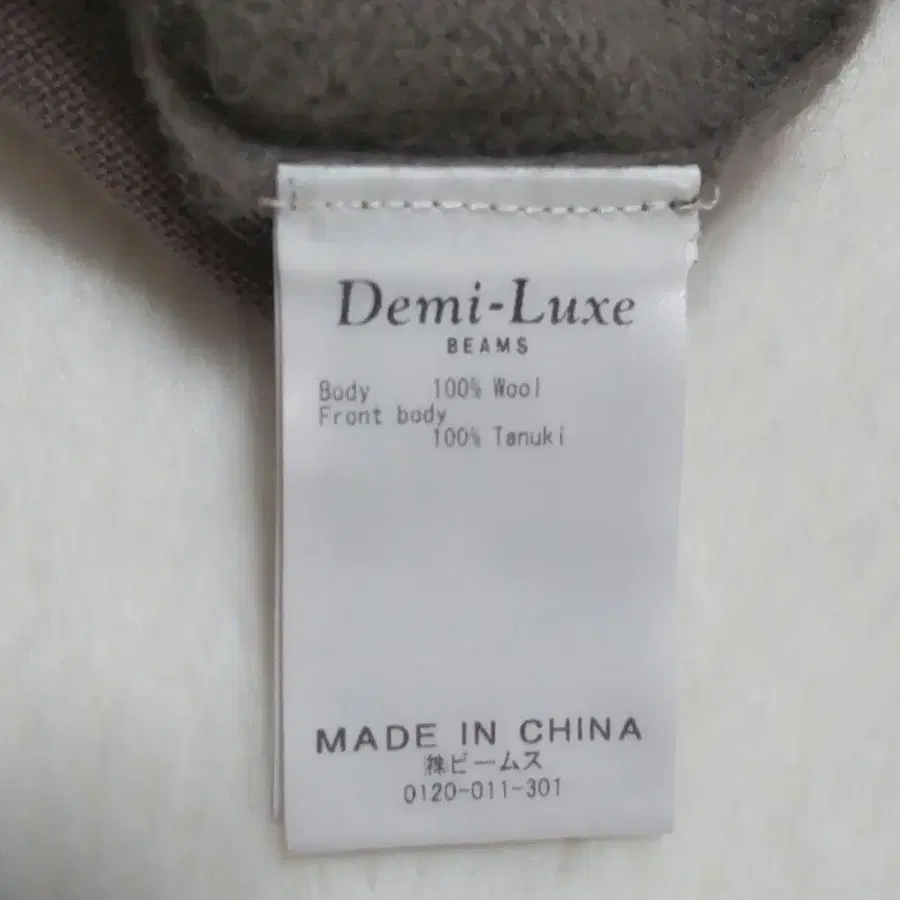 Demi-Luxe
BEAMS
Body 100% Wool
Front body
100% Tanuki
MADE IN CHINA
㈱ビームス
0120-011-301